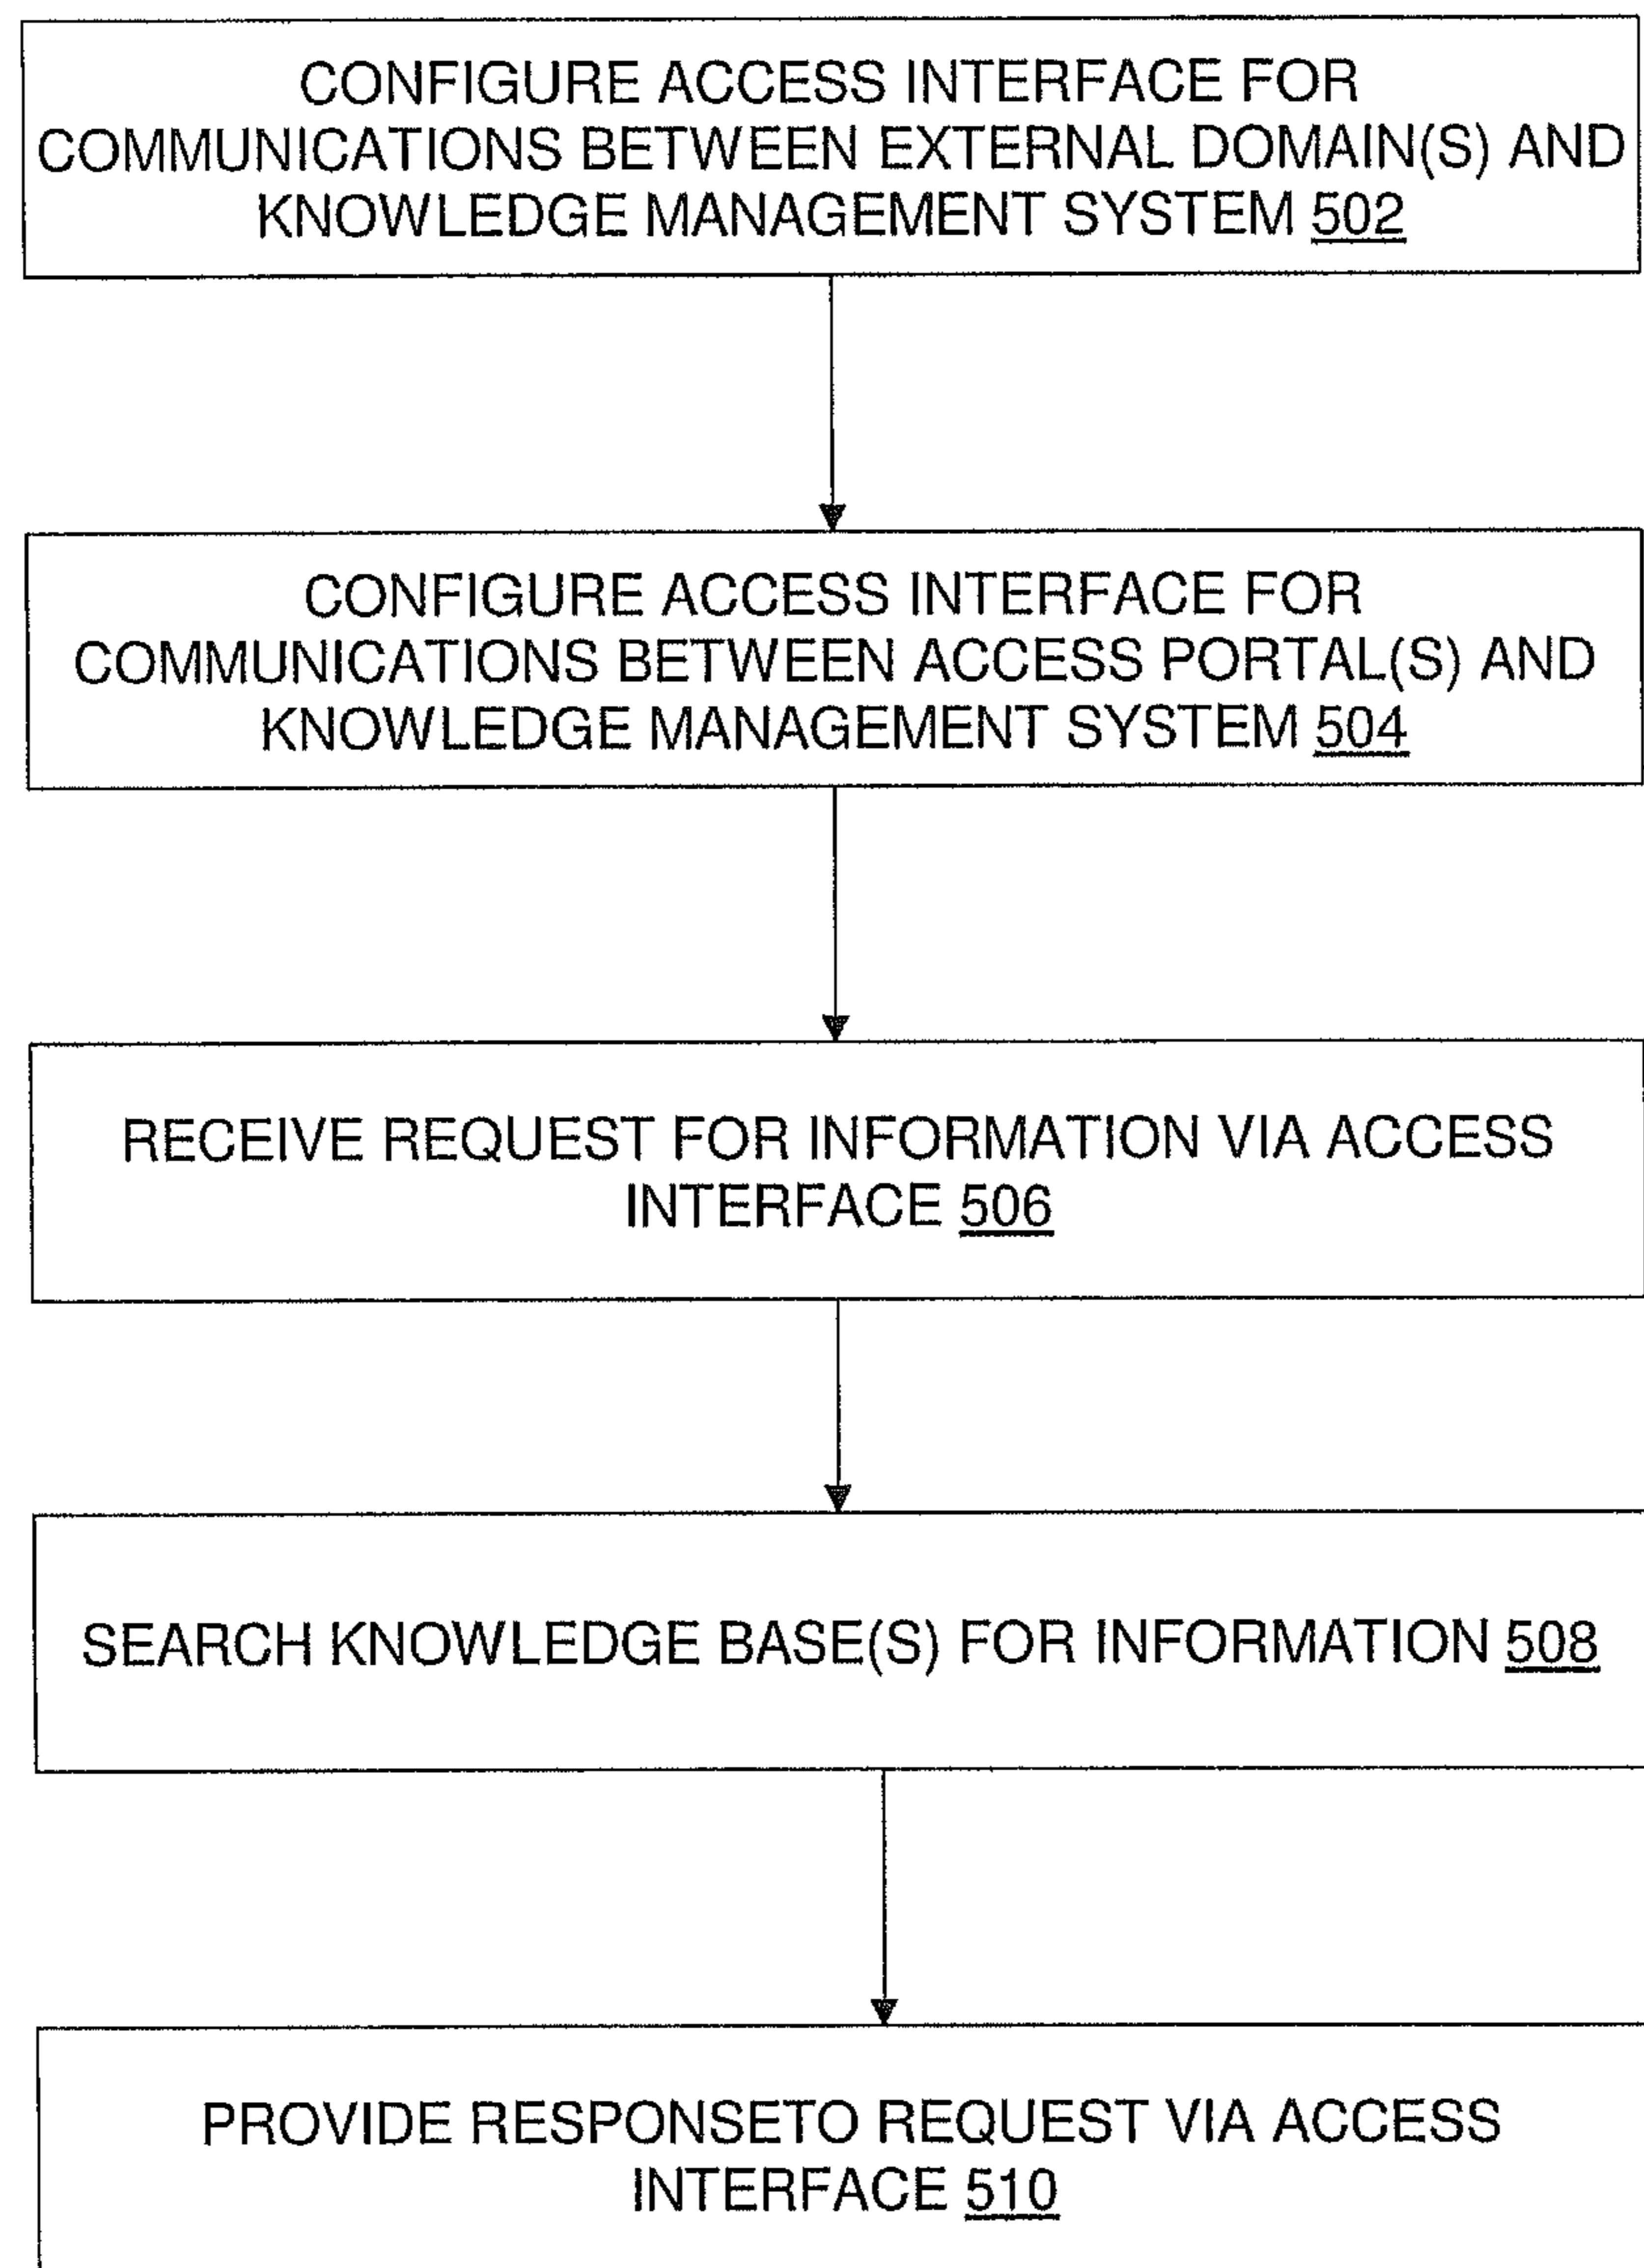 CONFIGURE ACCESS INTERFACE FOR
COMMUNICATIONS BETWEEN EXTERNAL DOMAIN(S) AND
KNOWLEDGE MANAGEMENT SYSTEM 502
CONFIGURE ACCESS INTERFACE FOR
COMMUNICATIONS BETWEEN ACCESS PORTAL(S) AND
KNOWLEDGE MANAGEMENT SYSTEM 504
RECEIVE REQUEST FOR INFORMATION VIA ACCESS
INTERFACE 506
SEARCH KNOWLEDGE BASE(S) FOR INFORMATION 508
PROVIDE RESPONSETO REQUEST VIA ACCESS
INTERFACE 510